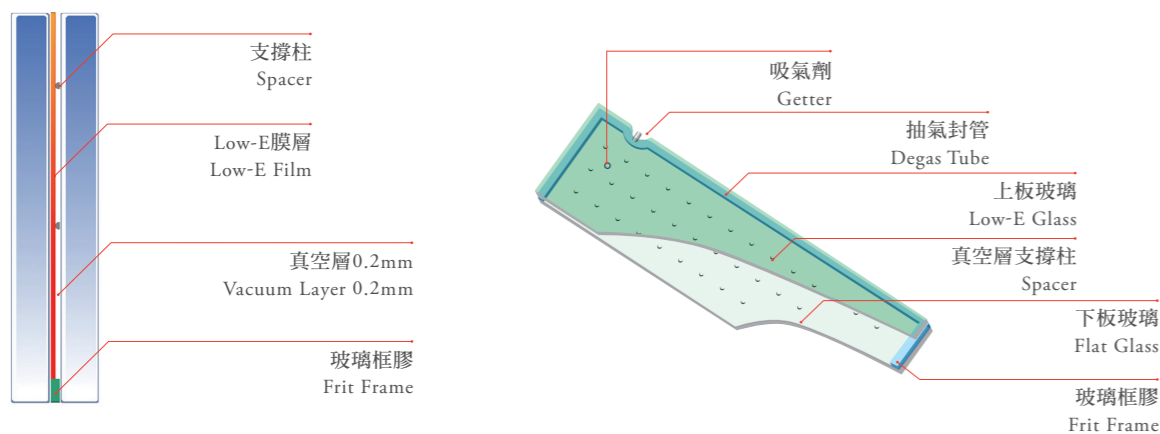 支撐柱
Spacer
Low-E膜層
Low-E Film
真空層0.2mm
Vacuum Layer 0.2mm
玻璃框膠
Frit Frame
吸氣劑
Getter
抽氣封管
Degas Tube
上板玻璃
Low-E Glass
真空層支撐柱
Spacer
下板玻璃
Flat Glass
玻璃框膠
Frit Frame